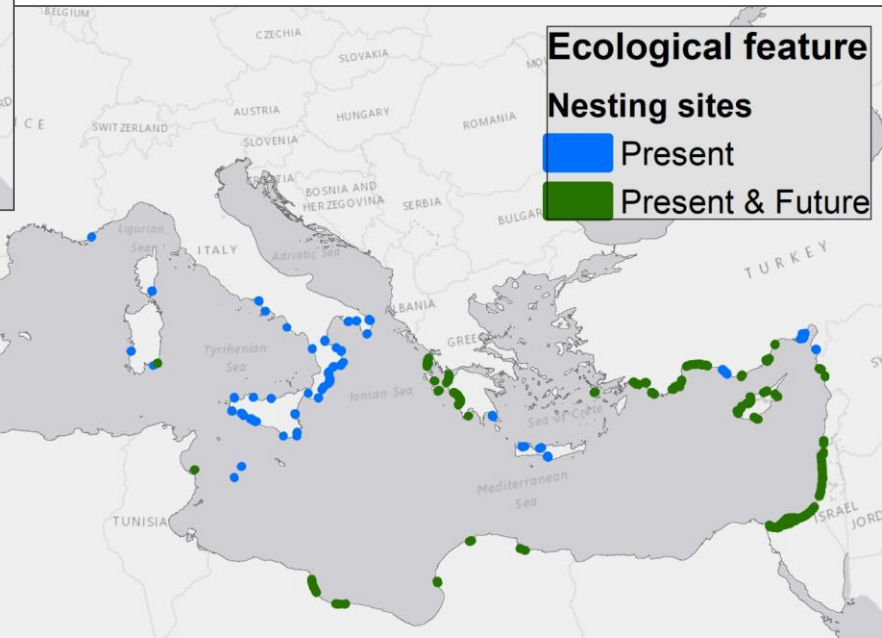 BELGIUM
CZECHIA
SLOVAKIA
AUSTRIA
HUNGARY
SWITZERLAND
SLOVENIA
ROMANIA
BOSNIA AND
HERZEGOVINA
SERBIA
Ligurian
Sea
ITALY
Adriatic Sea
ALBANIA
TURKEY
Tyrrhenian
Sea
Ionian Sea
Sea of Crete
Mediterranean
Sea
TUNISIA
ISRAEL
Ecological feature
Nesting sites
Present
Present & Future